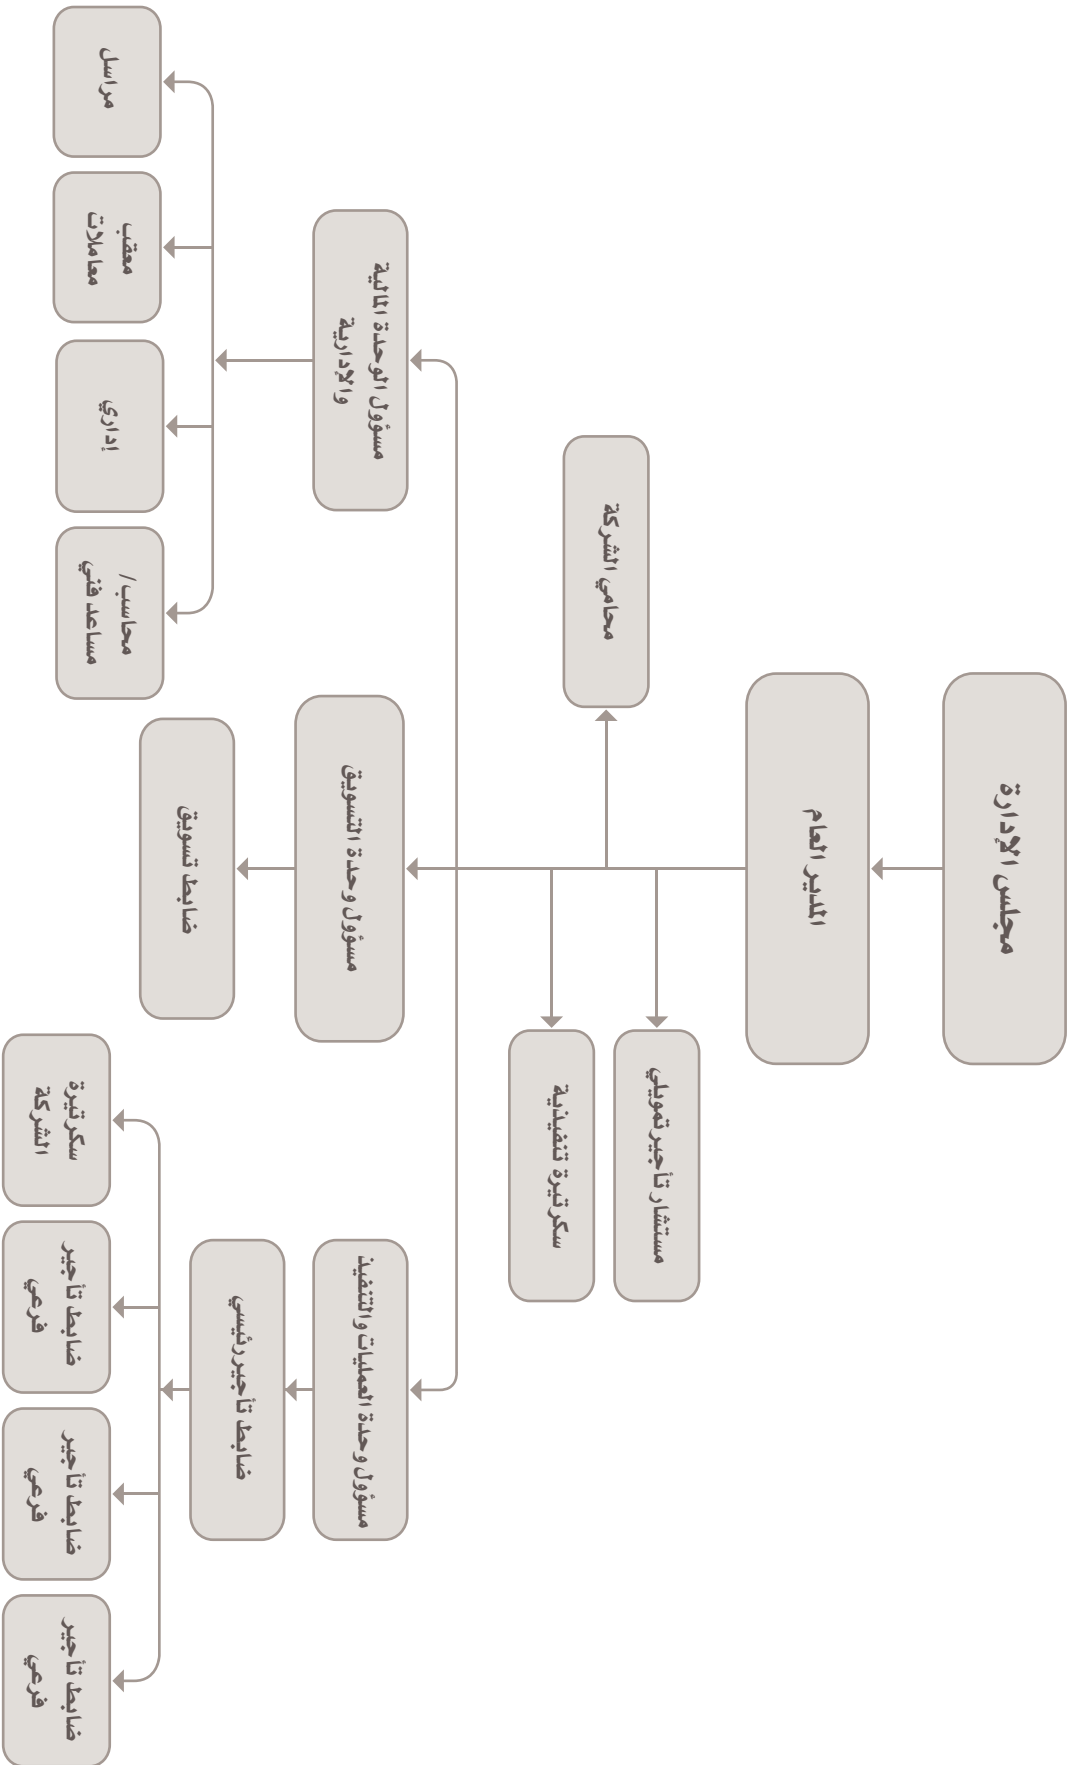 مجلس الإدارة
المدير العام
مستشار تأجير تمويلي
محامي الشركة
سكرتيرة تنفيذية
مسؤول وحدة العمليات والتنفيذ
مسؤول وحدة التسويق
مسؤول الوحدة المالية
والإدارية
ضابط تأجير رئيسي
ضابط تسويق
ضابط تأجير
فرعي
ضابط تأجير
فرعي
ضابط تأجير
فرعي
سكرتيرة
الشركة
محاسب/
مساعد فني
إداري
معقب
معاملات
مراسل